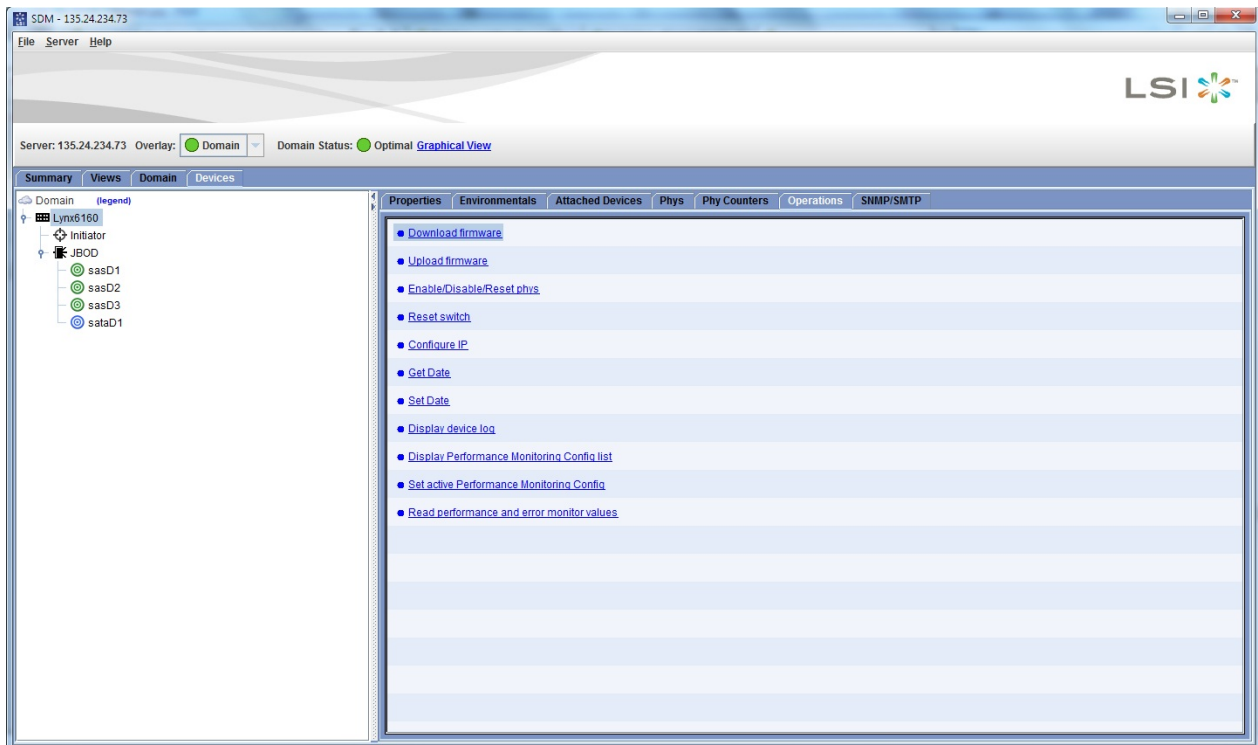 SDM - 135.24.234.73
File Server Help
LSI™
Server: 135.24.234.73 Overlay: Domain Domain Status: Optimal Graphical View
Summary Views Domain Devices
Domain (legend)
Lynx6160
Initiator
JBOD
sasD1
sasD2
sasD3
sataD1
Properties Environmentals Attached Devices Phys Phy Counters Operations SNMP/SMTP
Download firmware
Upload firmware
Enable/Disable/Reset phys
Reset switch
Configure IP
Get Date
Set Date
Display device log
Display Performance Monitoring Config list
Set active Performance Monitoring Config
Read performance and error monitor values